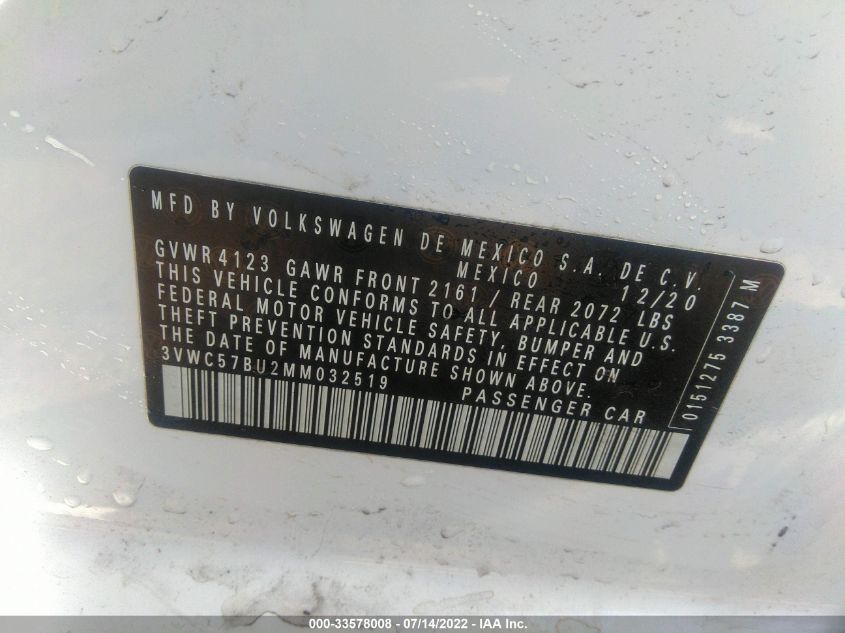 MFD BY VOLKSWAGEN DE MEXICO S.A. DE C.V.
MEXICO 12/20
GVWR4123 GAWR FRONT 2161 / REAR 2072 LBS
THIS VEHICLE CONFORMS TO ALL APPLICABLE U.S.
FEDERAL MOTOR VEHICLE SAFETY, BUMPER AND
THEFT PREVENTION STANDARDS IN EFFECT ON
THE DATE OF MANUFACTURE SHOWN ABOVE.
3VWC57BU2MM032519 PASSENGER CAR
0151275 3387 M
000-33578008 - 07/14/2022 - IAA Inc.